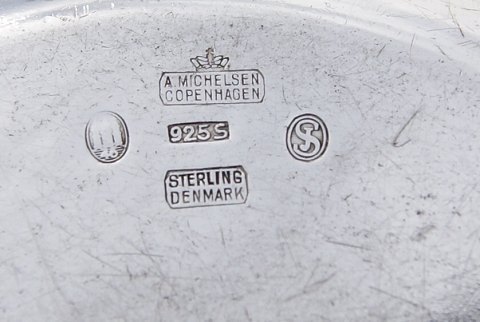 A. MICHELSEN
COPENHAGEN
925S
STERLING
DENMARK